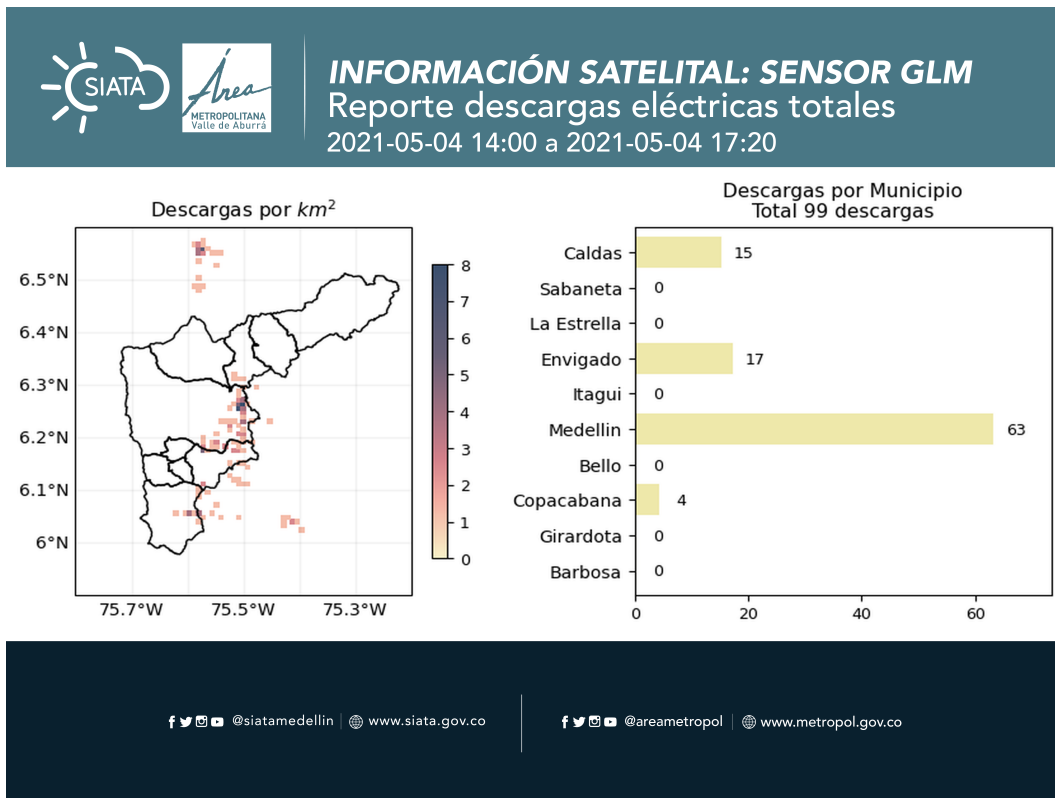 SIATA
Área
METROPOLITANA
Valle de Aburrá
INFORMACIÓN SATELITAL: SENSOR GLM
Reporte descargas eléctricas totales
2021-05-04 14:00 a 2021-05-04 17:20
Descargas por km²
6.5°N
6.4°N
6.3°N
6.2°N
6.1°N
6°N
75.7°W 75.5°W 75.3°W
8
7
6
5
4
3
2
1
0
Descargas por Municipio
Total 99 descargas
Caldas 15
Sabaneta 0
La Estrella 0
Envigado 17
Itagui 0
Medellin 63
Bello 0
Copacabana 4
Girardota 0
Barbosa 0
0 20 40 60
@siatamedellin www.siata.gov.co
@areametropol www.metropol.gov.co